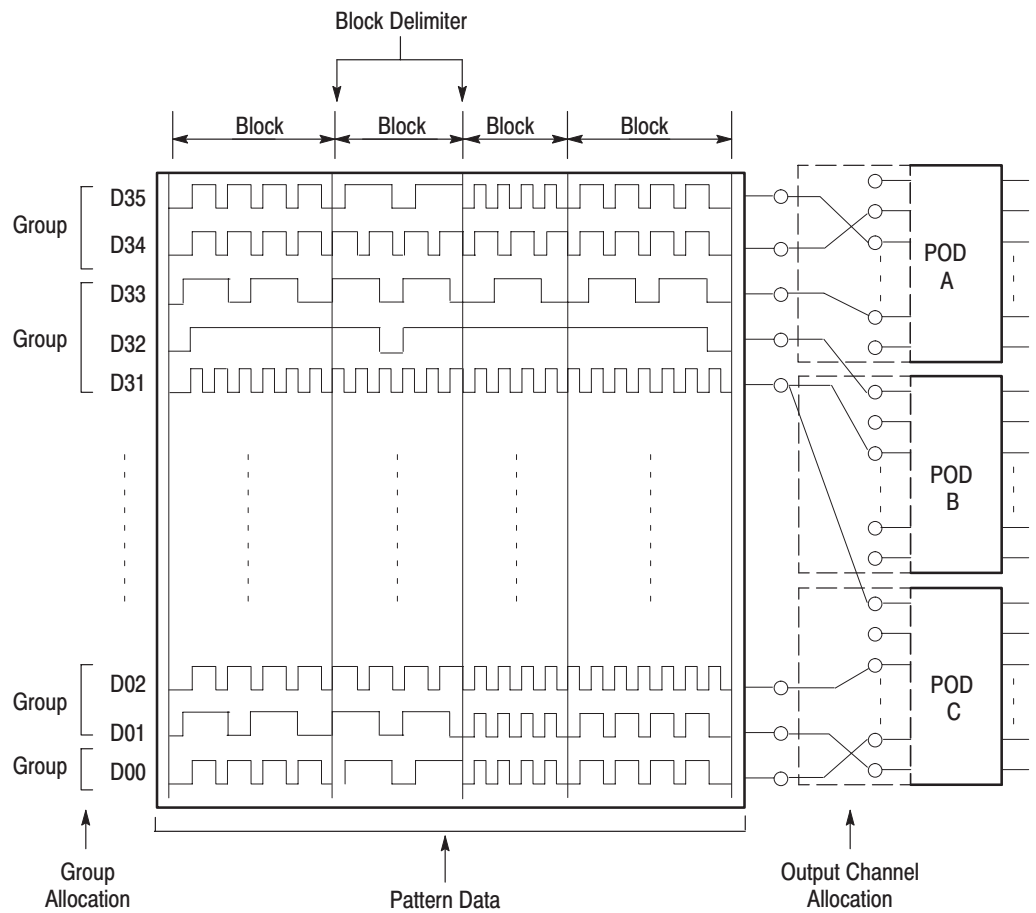 Block Delimiter
Block Block Block Block
D35
Group
D34
POD
A
D33
Group D32
D31
POD
B
D02
Group
D01
POD
C
Group D00
Group
Allocation
Pattern Data
Output Channel
Allocation